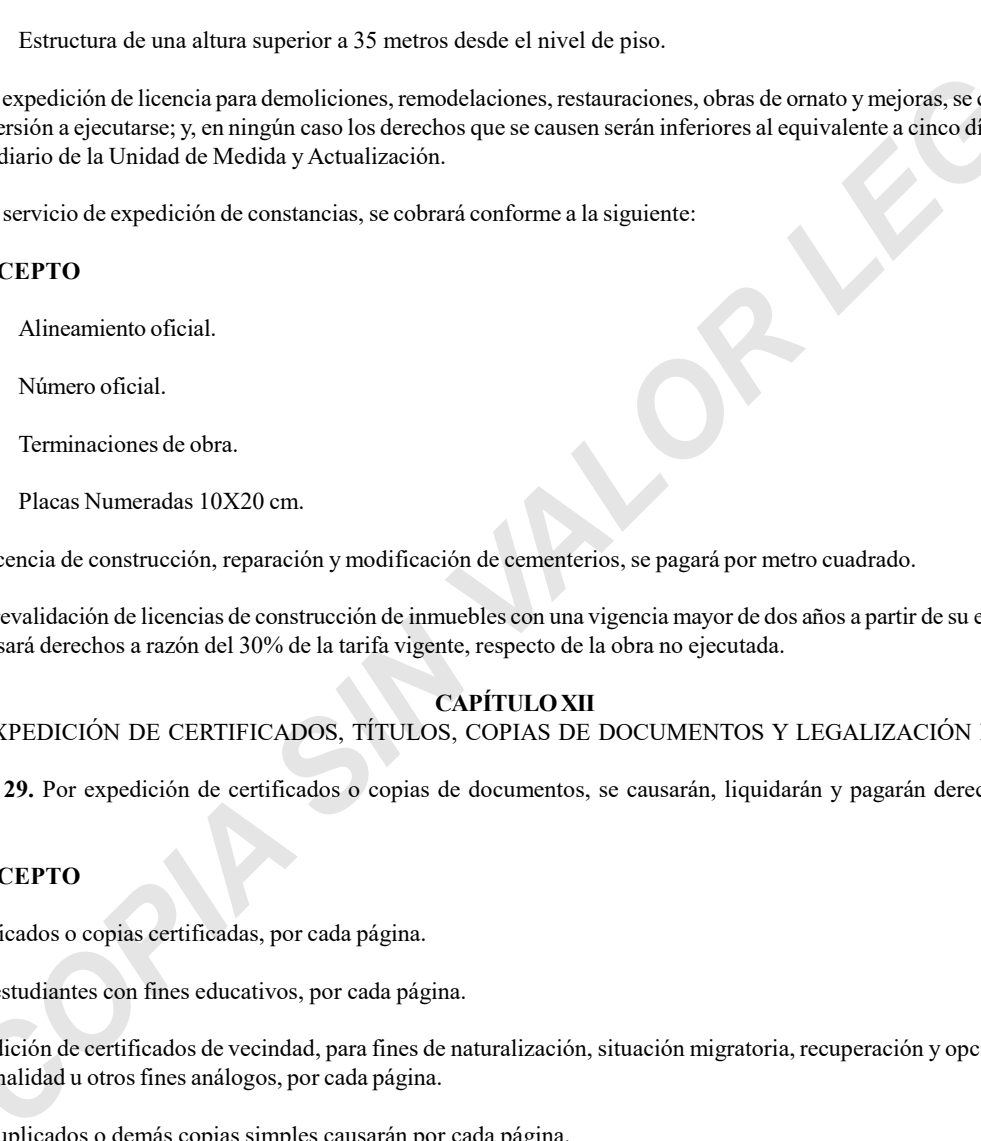 Estructura de una altura superior a 35 metros desde el nivel de piso.
expedición de licencia para demoliciones, remodelaciones, restauraciones, obras de ornato y mejoras, se
ersión a ejecutarse; y, en ningún caso los derechos que se causen serán inferiores al equivalente a cinco dí
diario de la Unidad de Medida y Actualización.
servicio de expedición de constancias, se cobrará conforme a la siguiente:
CEPTO
Alineamiento oficial.
Número oficial.
Terminaciones de obra.
Placas Numeradas 10X20 cm.
cencia de construcción, reparación y modificación de cementerios, se pagará por metro cuadrado.
revalidación de licencias de construcción de inmuebles con una vigencia mayor de dos años a partir de su e
sará derechos a razón del 30% de la tarifa vigente, respecto de la obra no ejecutada.
CAPÍTULO XII
XPEDICIÓN DE CERTIFICADOS, TÍTULOS, COPIAS DE DOCUMENTOS Y LEGALIZACIÓN
29. Por expedición de certificados o copias de documentos, se causarán, liquidarán y pagarán derec
CEPTO
icados o copias certificadas, por cada página.
estudiantes con fines educativos, por cada página.
dición de certificados de vecindad, para fines de naturalización, situación migratoria, recuperación y opc
nalidad u otros fines análogos, por cada página.
uplicados o demás copias simples causarán por cada página.
COPIA SIN VALOR LEG